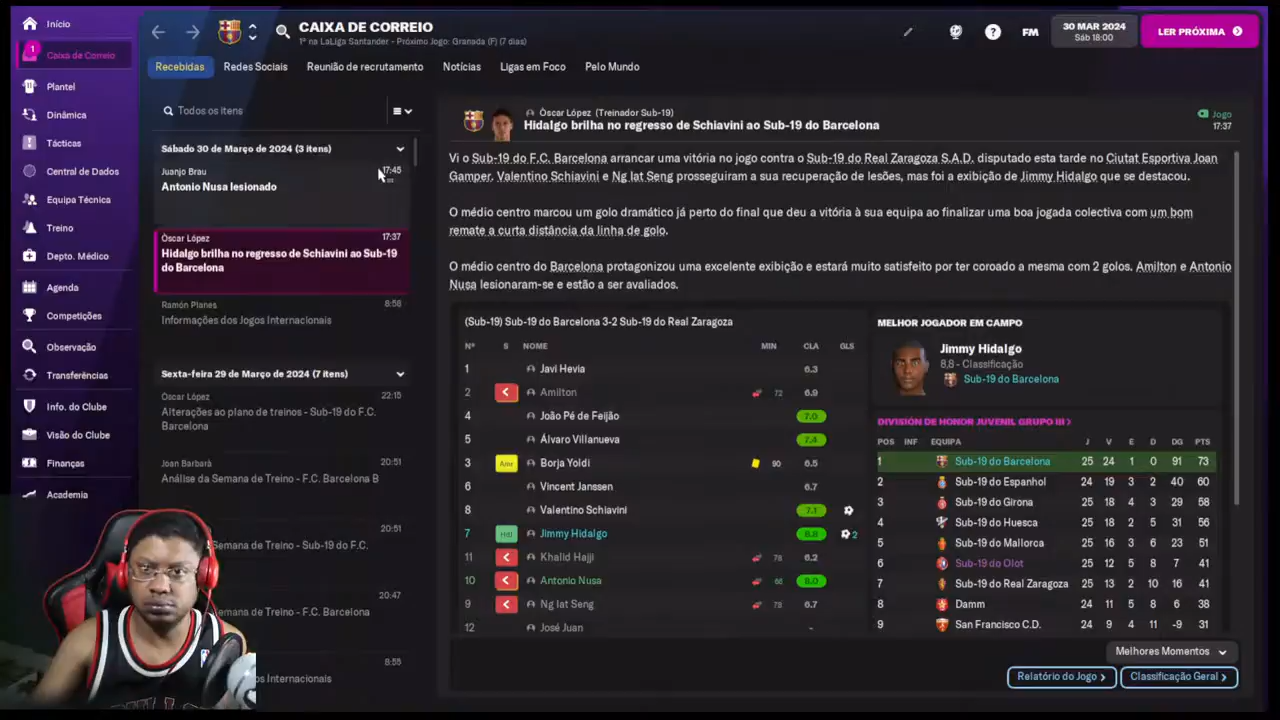 Início
1
Caixa de Correio
Plantel
Dinâmica
Tácticas
Central de Dados
Equipa Técnica
Treino
Depto. Médico
Agenda
Competições
Observação
Transferências
Info. do Clube
Visão do Clube
Finanças
Academia
CAIXA DE CORREIO
1º na LaLiga Santander - Próximo Jogo: Granada (F) (7 dias)
FM
30 MAR 2024
Sáb 18:00
LER PRÓXIMA
Recebidas Redes Sociais Reunião de recrutamento Notícias Ligas em Foco Pelo Mundo
Todos os itens
Sábado 30 de Março de 2024 (3 itens)
Juanjo Brau 17:45
Antonio Nusa lesionado
Òscar López 17:37
Hidalgo brilha no regresso de Schiavini ao Sub-19
do Barcelona
Ramón Planes 8:56
Informações dos Jogos Internacionais
Sexta-feira 29 de Março de 2024 (7 itens)
Òscar López 22:15
Alterações ao plano de treinos - Sub-19 do F.C.
Barcelona
Joan Barbarà 20:51
Análise da Semana de Treino - F.C. Barcelona B
20:51
Semana de Treino - Sub-19 do F.C.
20:47
emana de Treino - F.C. Barcelona
8:55
os Internacionais
Òscar López (Treinador Sub-19)
Hidalgo brilha no regresso de Schiavini ao Sub-19 do Barcelona
Jogo
17:37
Vi o Sub-19 do F.C. Barcelona arrancar uma vitória no jogo contra o Sub-19 do Real Zaragoza S.A.D. disputado esta tarde no Ciutat Esportiva Joan
Gamper. Valentino Schiavini e Ng Iat Seng prosseguiram a sua recuperação de lesões, mas foi a exibição de Jimmy Hidalgo que se destacou.
O médio centro marcou um golo dramático já perto do final que deu a vitória à sua equipa ao finalizar uma boa jogada colectiva com um bom
remate a curta distância da linha de golo.
O médio centro do Barcelona protagonizou uma excelente exibição e estará muito satisfeito por ter coroado a mesma com 2 golos. Amilton e Antonio
Nusa lesionaram-se e estão a ser avaliados.
(Sub-19) Sub-19 do Barcelona 3-2 Sub-19 do Real Zaragoza
Nº S NOME MIN CLA GLS
1 Javi Hevia 6.3
2 Amilton 72 6.9
4 João Pé de Feijão 7.0
5 Álvaro Villanueva 7.4
3 Amr Borja Yoldi 90 6.5
6 Vincent Janssen 6.7
8 Valentino Schiavini 7.1
7 HdJ Jimmy Hidalgo 8.8 2
11 Khalid Hajji 78 6.2
10 Antonio Nusa 66 8.0
9 Ng Iat Seng 78 6.7
12 José Juan -
MELHOR JOGADOR EM CAMPO
Jimmy Hidalgo
8,8 - Classificação
Sub-19 do Barcelona
DIVISIÓN DE HONOR JUVENIL GRUPO III
POS INF EQUIPA J V E D DG PTS
1 Sub-19 do Barcelona 25 24 1 0 91 73
2 Sub-19 do Espanhol 24 19 3 2 40 60
3 Sub-19 do Girona 25 18 4 3 29 58
4 Sub-19 do Huesca 25 18 2 5 31 56
5 Sub-19 do Mallorca 25 16 3 6 23 51
6 Sub-19 do Olot 25 12 5 8 7 41
7 Sub-19 do Real Zaragoza 25 13 2 10 16 41
8 Damm 24 11 5 8 6 38
9 San Francisco C.D. 24 9 4 11 -9 31
Melhores Momentos
Relatório do Jogo Classificação Geral